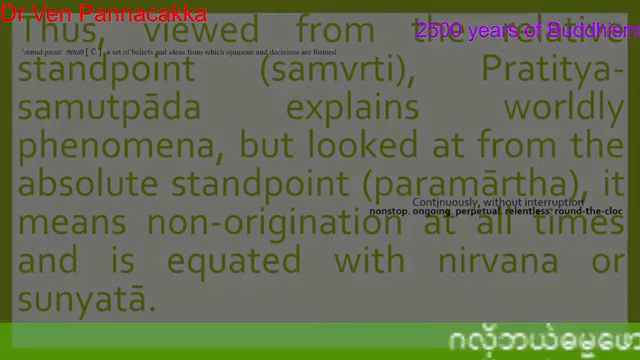 Dr Ven Pannacakka
2500 years of Buddhism
Thus, viewed from the relative
noun [ C ] a set of beliefs and ideas from which opinions and decisions are formed
standpoint (samvrti), Pratitya-
samutpāda explains worldly
phenomena, but looked at from the
absolute standpoint (paramārtha), it
Continuously, without interruption
nonstop. ongoing. perpetual. relentless. round-the-cloc
means non-origination at all times
and is equated with nirvana or
sunyatā.